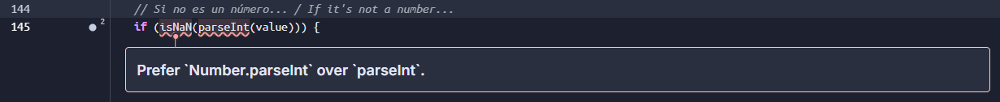 144 // Si no es un número... / If it's not a number...
145 2 if (isNaN(parseInt(value))) {
Prefer `Number.parseInt` over `parseInt`.